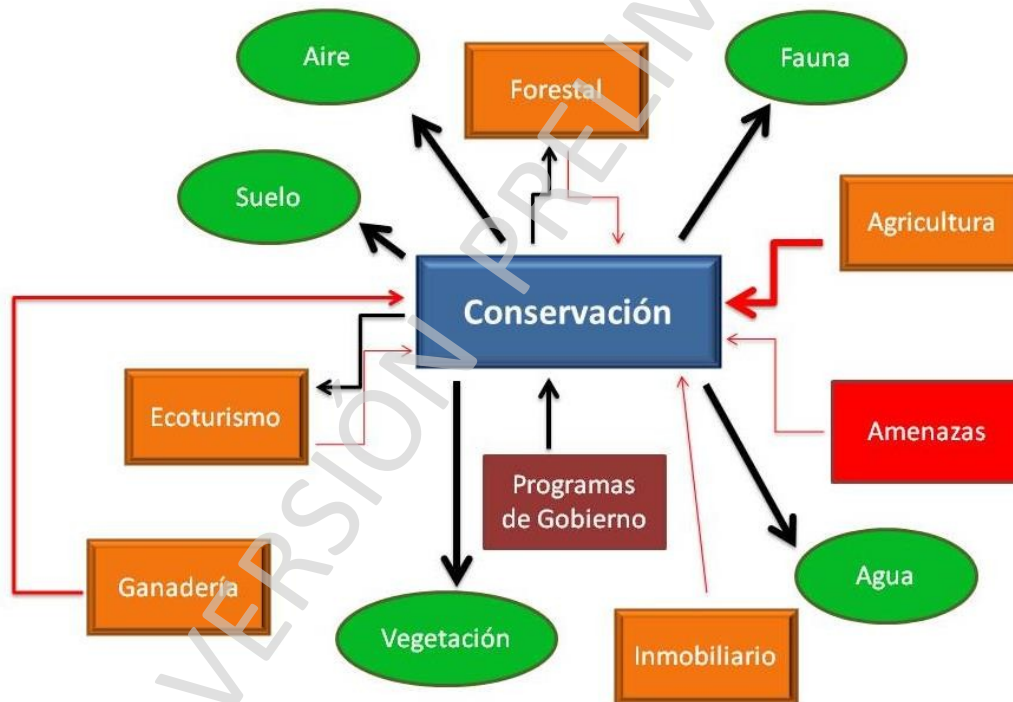 Aire
Fauna
Forestal
Suelo
Agricultura
Conservación
Ecoturismo
Amenazas
Programas
de Gobierno
Ganadería
Agua
Vegetación
Inmobiliario
VERSIÓN PRELIM